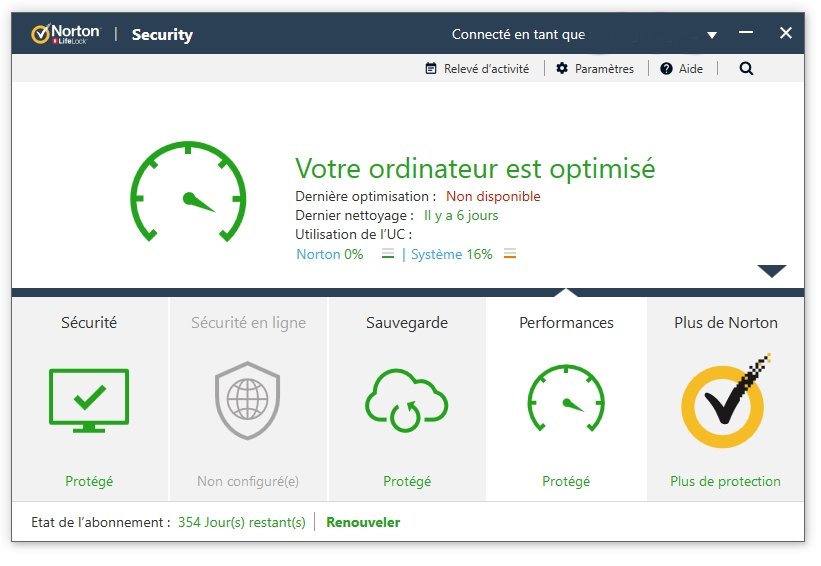 Norton LifeLock | Security
Connecté en tant que
Relevé d'activité | Paramètres | Aide |
Votre ordinateur est optimisé
Dernière optimisation : Non disponible
Dernier nettoyage : Il y a 6 jours
Utilisation de l'UC :
Norton 0% | Système 16%
Sécurité
Sécurité en ligne
Sauvegarde
Performances
Plus de Norton
Protégé
Non configuré(e)
Protégé
Protégé
Plus de protection
Etat de l'abonnement : 354 Jour(s) restant(s) | Renouveler